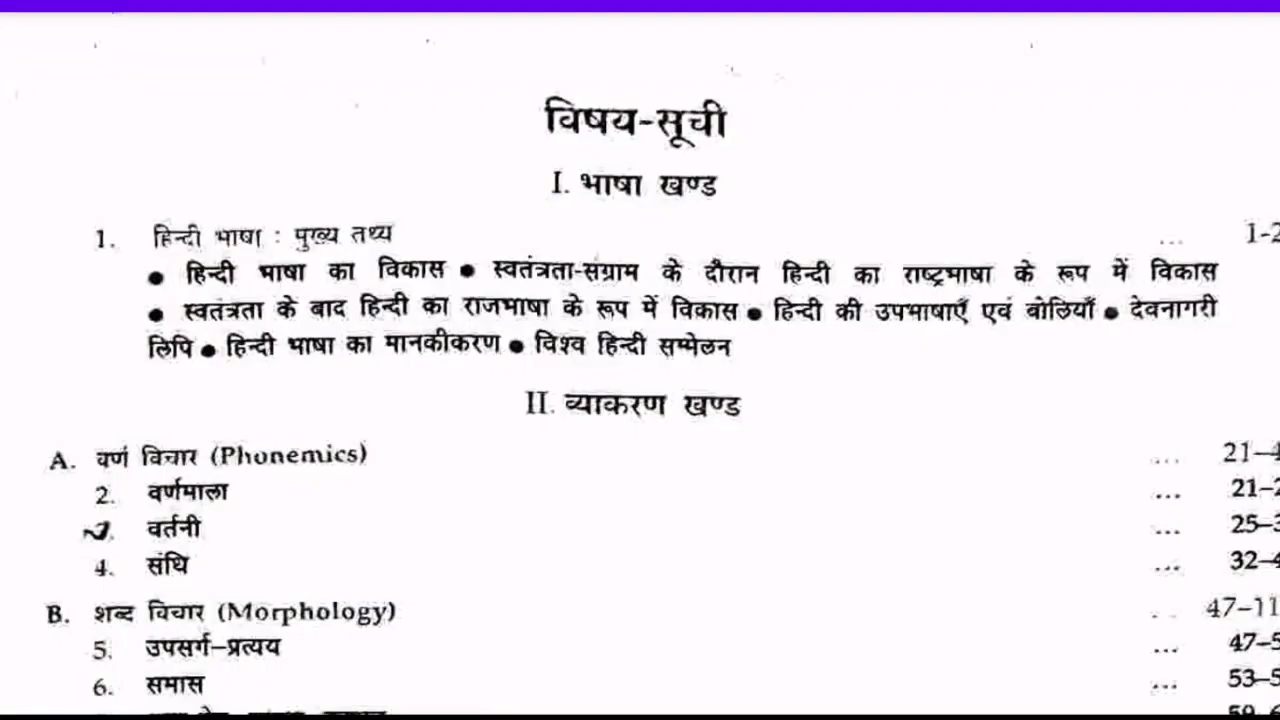 विषय-सूची
I. भाषा खण्ड
1. हिन्दी भाषा : मुख्य तथ्य ... 1-2
● हिन्दी भाषा का विकास ● स्वतंत्रता-संग्राम के दौरान हिन्दी का राष्ट्रभाषा के रूप में विकास
● स्वतंत्रता के बाद हिन्दी का राजभाषा के रूप में विकास ● हिन्दी की उपभाषाएँ एवं बोलियाँ ● देवनागरी
लिपि ● हिन्दी भाषा का मानकीकरण ● विश्व हिन्दी सम्मेलन
II. व्याकरण खण्ड
A. वर्ण विचार (Phonemics) ... 21–4
2. वर्णमाला ... 21–2
वर्तनी ... 25–3
4. संधि ... 32–4
B. शब्द विचार (Morphology) ... 47–11
5. उपसर्ग–प्रत्यय ... 47–5
6. समास ... 53–5